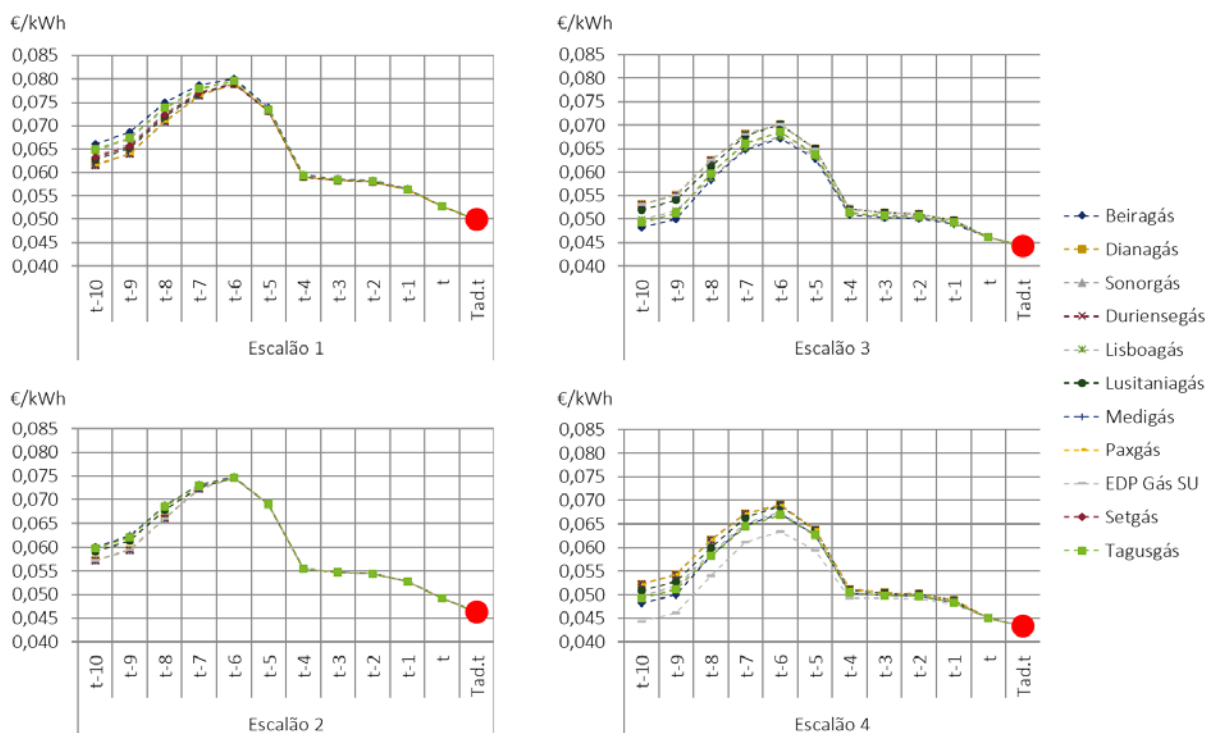 €/kWh
0,085
0,080
0,075
0,070
0,065
0,060
0,055
0,050
0,045
0,040
t-10 t-9 t-8 t-7 t-6 t-5 t-4 t-3 t-2 t-1 t Tad.t
Escalão 1
€/kWh
0,085
0,080
0,075
0,070
0,065
0,060
0,055
0,050
0,045
0,040
t-10 t-9 t-8 t-7 t-6 t-5 t-4 t-3 t-2 t-1 t Tad.t
Escalão 3
€/kWh
0,085
0,080
0,075
0,070
0,065
0,060
0,055
0,050
0,045
0,040
t-10 t-9 t-8 t-7 t-6 t-5 t-4 t-3 t-2 t-1 t Tad.t
Escalão 2
€/kWh
0,085
0,080
0,075
0,070
0,065
0,060
0,055
0,050
0,045
0,040
t-10 t-9 t-8 t-7 t-6 t-5 t-4 t-3 t-2 t-1 t Tad.t
Escalão 4
Beiragás
Dianagás
Sonorgás
Duriensegás
Lisboagás
Lusitaniagás
Medigás
Paxgás
EDP Gás SU
Setgás
Tagusgás